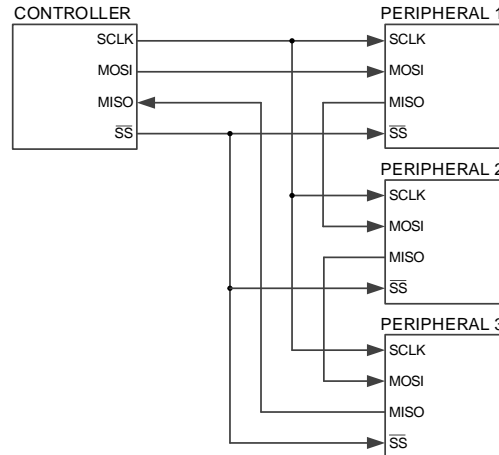 CONTROLLER
SCLK
MOSI
MISO
SS
PERIPHERAL 1
SCLK
MOSI
MISO
SS
PERIPHERAL 2
SCLK
MOSI
MISO
SS
PERIPHERAL 3
SCLK
MOSI
MISO
SS